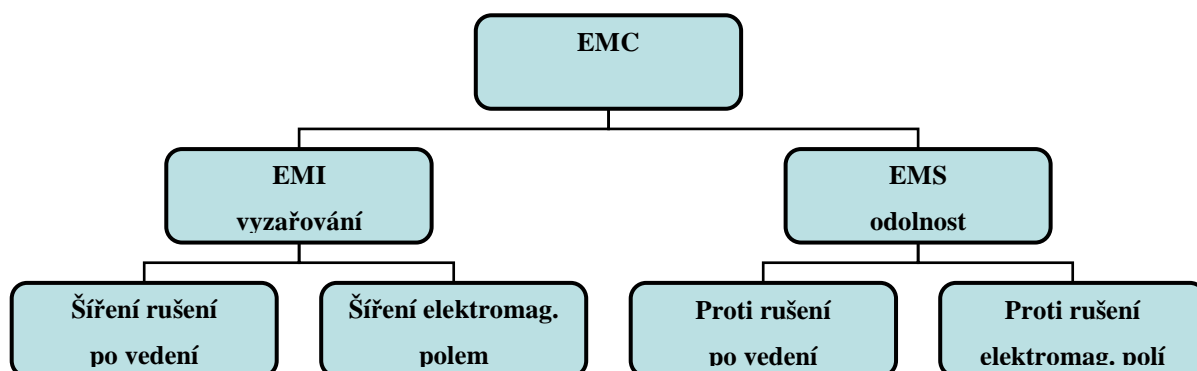 EMC
EMI
vyzařování
EMS
odolnost
Šíření rušení
po vedení
Šíření elektromag.
polem
Proti rušení
po vedení
Proti rušení
elektromag. polí